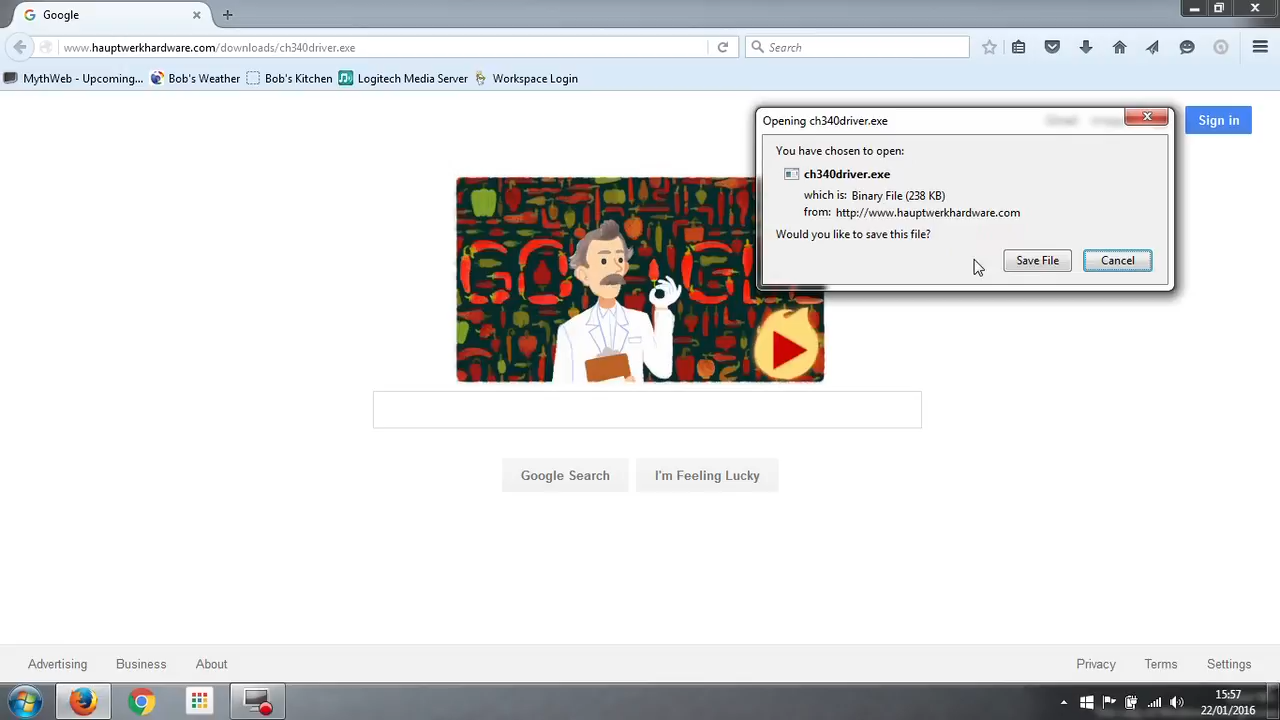 Google
www.hauptwerkhardware.com/downloads/ch340driver.exe
Search
MythWeb - Upcoming...
Bob's Weather
Bob's Kitchen
Logitech Media Server
Workspace Login
Opening ch340driver.exe
Sign in
You have chosen to open:
ch340driver.exe
which is: Binary File (238 KB)
from: http://www.hauptwerkhardware.com
Would you like to save this file?
Save File
Cancel
Google Search
I'm Feeling Lucky
Advertising
Business
About
Privacy
Terms
Settings
15:57
22/01/2016